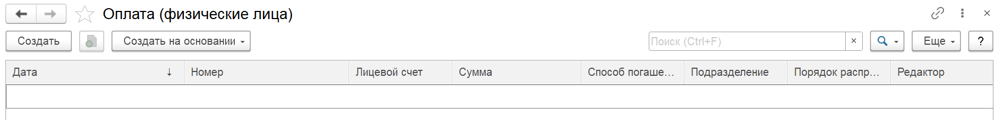 Оплата (физические лица)
Создать Создать на основании Поиск (Ctrl+F) × Еще ?
Дата ↓ Номер Лицевой счет Сумма Способ погаше... Подразделение Порядок распр... Редактор